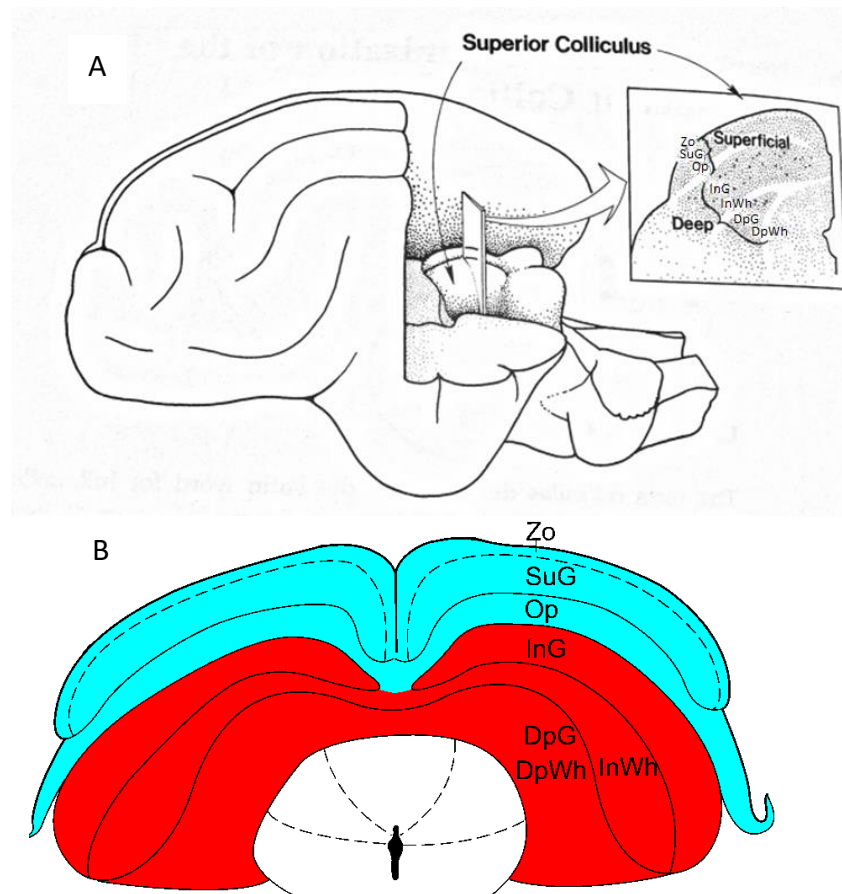 A
Superior Colliculus
Superficial
Zo
SuG
Op
InG
InWh
DpG
DpWh
Deep
B
Zo
SuG
Op
InG
DpG
DpWh InWh